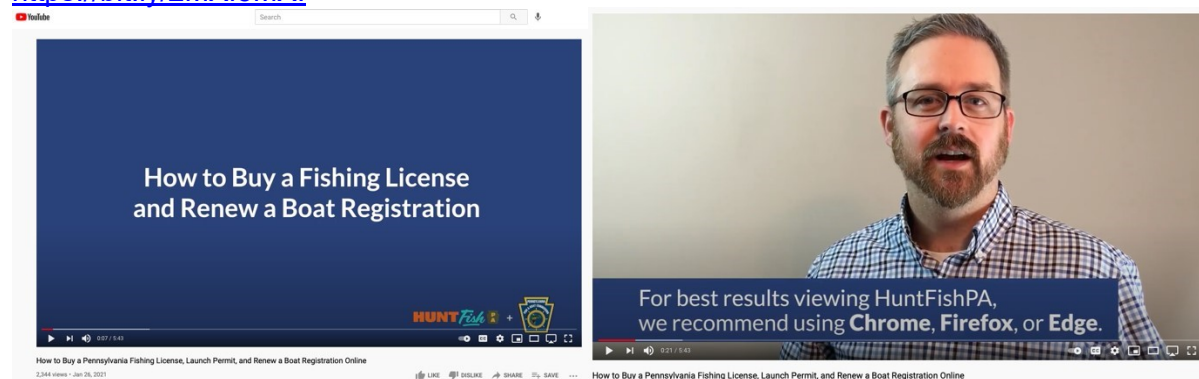 YouTube
Search
How to Buy a Fishing License
and Renew a Boat Registration
HUNT Fish PA +
0:07 / 5:43
How to Buy a Pennsylvania Fishing License, Launch Permit, and Renew a Boat Registration Online
2,344 views • Jan 26, 2021
LIKE DISLIKE SHARE SAVE ...
For best results viewing HuntFishPA,
we recommend using Chrome, Firefox, or Edge.
0:21 / 5:43
How to Buy a Pennsylvania Fishing License, Launch Permit, and Renew a Boat Registration Online